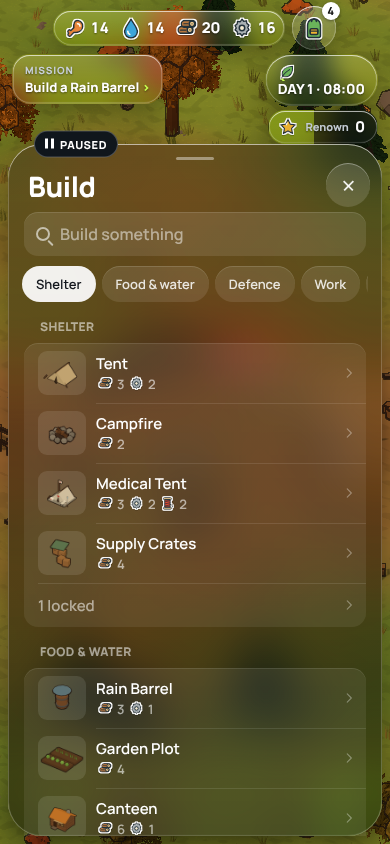 14 14 20 16 4
MISSION
Build a Rain Barrel ›
DAY 1 · 08:00
Renown 0
PAUSED
Build
Build something
Shelter Food & water Defence Work
SHELTER
Tent
3 2
Campfire
2
Medical Tent
3 2 2
Supply Crates
4
1 locked
FOOD & WATER
Rain Barrel
3 1
Garden Plot
4
Canteen
6 1